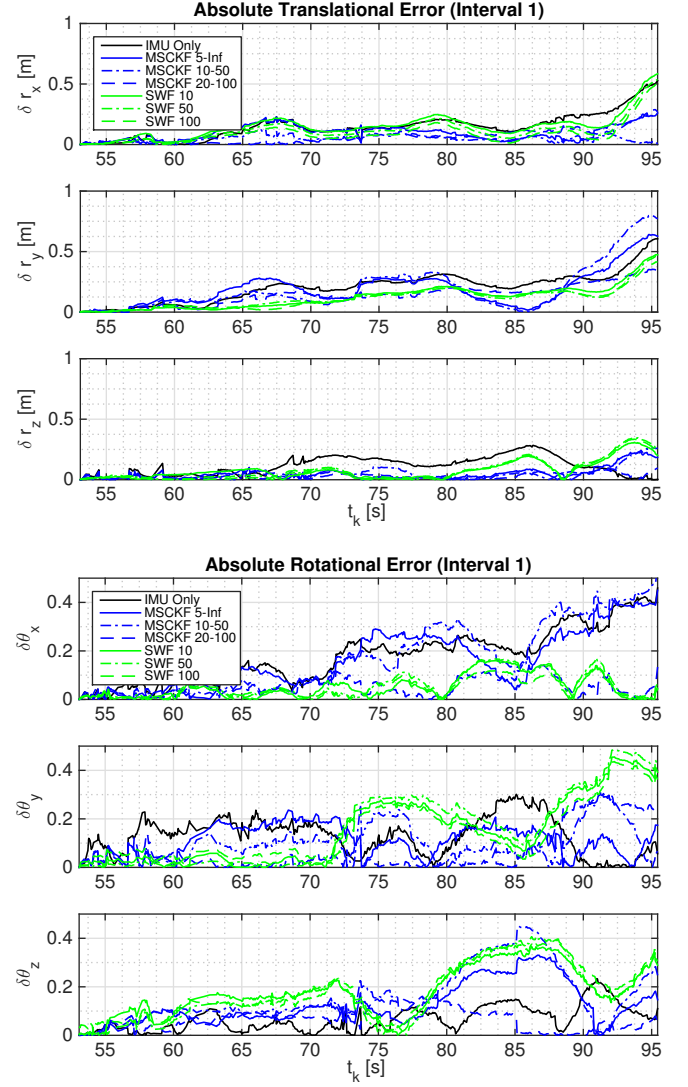 Absolute Translational Error (Interval 1)
1
0.5
0
δ r_x [m]
IMU Only
MSCKF 5-Inf
MSCKF 10-50
MSCKF 20-100
SWF 10
SWF 50
SWF 100
55 60 65 70 75 80 85 90 95
1
0.5
0
δ r_y [m]
55 60 65 70 75 80 85 90 95
1
0.5
0
δ r_z [m]
55 60 65 70 75 80 85 90 95
t_k [s]
Absolute Rotational Error (Interval 1)
0.4
0.2
0
δθ_x
IMU Only
MSCKF 5-Inf
MSCKF 10-50
MSCKF 20-100
SWF 10
SWF 50
SWF 100
55 60 65 70 75 80 85 90 95
0.4
0.2
0
δθ_y
55 60 65 70 75 80 85 90 95
0.4
0.2
0
δθ_z
55 60 65 70 75 80 85 90 95
t_k [s]